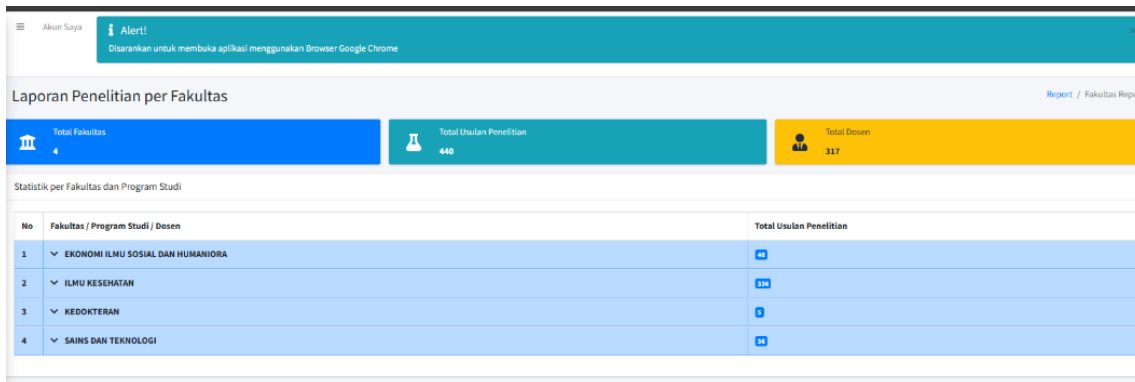 Akun Saya
Alert!
Disarankan untuk membuka aplikasi menggunakan Browser Google Chrome
Laporan Penelitian per Fakultas
Report / Fakultas Repo
Total Fakultas
4
Total Usulan Penelitian
440
Total Dosen
317
Statistik per Fakultas dan Program Studi
No Fakultas / Program Studi / Dosen Total Usulan Penelitian
1 EKONOMI ILMU SOSIAL DAN HUMANIORA 40
2 ILMU KESEHATAN 336
3 KEDOKTERAN 5
4 SAINS DAN TEKNOLOGI